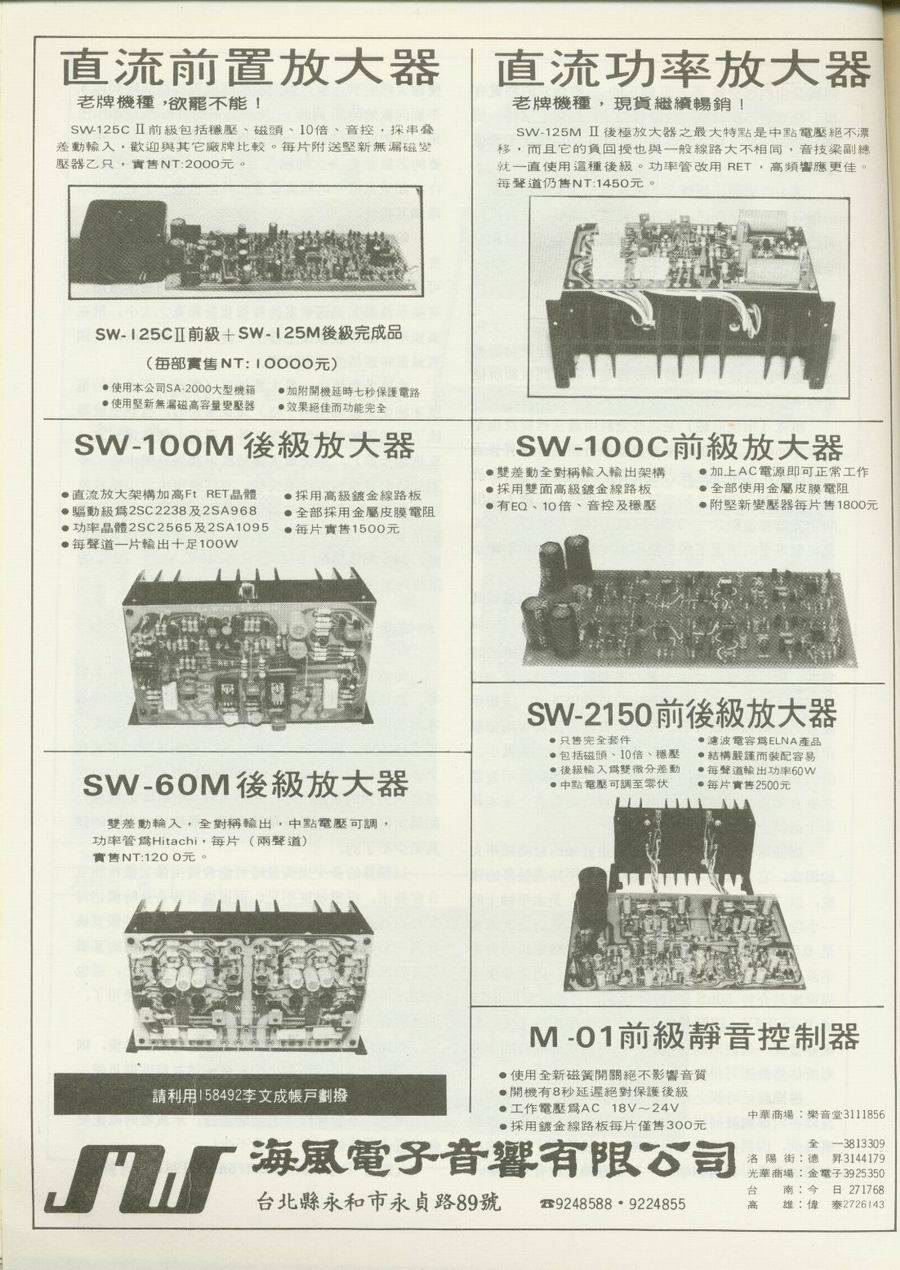 直流前置放大器
老牌機種,欲罷不能!
SW-125C Ⅱ前級包括穩壓、磁頭、10倍、音控,採串叠
差動輸入,歡迎與其它廠牌比較。每片附送堅新無漏磁變
壓器乙只,實售NT:2000元。
SW-125CⅡ前級+SW-125M後級完成品
(每部實售NT:10000元)
●使用本公司SA-2000大型機箱
●使用堅新無漏磁高容量變壓器
●加附開機延時七秒保護電路
●效果絕佳而功能完全
直流功率放大器
老牌機種,現貨繼續暢銷!
SW-125M Ⅱ後極放大器之最大特點是中點電壓絕不漂
移,而且它的負回授也與一般線路大不相同,音技梁副總
就一直使用這種後級。功率管改用 RET,高頻響應更佳。
每聲道仍售NT:1450元。
SW-100M後級放大器
●直流放大架構加高Ft RET晶體
●驅動級為2SC2238及2SA968
●功率晶體2SC2565及2SA1095
●每聲道一片輸出十足100W
●採用高級鍍金線路板
●全部採用金屬皮膜電阻
●每片實售1500元
SW-100C前級放大器
●雙差動全對稱輸入輸出架構
●採用雙面高級鍍金線路板
●有EQ、10倍、音控及穩壓
●加上AC電源即可正常工作
●全部使用金屬皮膜電阻
●附堅新變壓器每片售1800元
SW-60M後級放大器
雙差動輸入,全對稱輸出,中點電壓可調,
功率管爲Hitachi,每片(兩聲道)
實售NT:120 0元。
SW-2150前後級放大器
●只售完全套件
●包括磁頭、10倍、穩壓
●後級輸入爲雙微分差動
●中點電壓可調至零伏
●濾波電容爲ELNA產品
●結構嚴謹而裝配容易
●每聲道輸出功率60W
●每片實售2500元
M-01前級靜音控制器
●使用全新磁簧開關絕不影響音質
●開機有8秒延遲絕對保護後級
●工作電壓爲AC 18V~24V
●採用鍍金線路板每片僅售300元
請利用158492李文成帳戶劃撥
海風電子音響有限公司
台北縣永和市永貞路89號
☎9248588・9224855
中華商場:樂音堂3111856
全 一3813309
洛陽街:德 昇3144179
光華商場:金電子3925350
台 南:今 日 271768
高 雄:偉 泰2726143